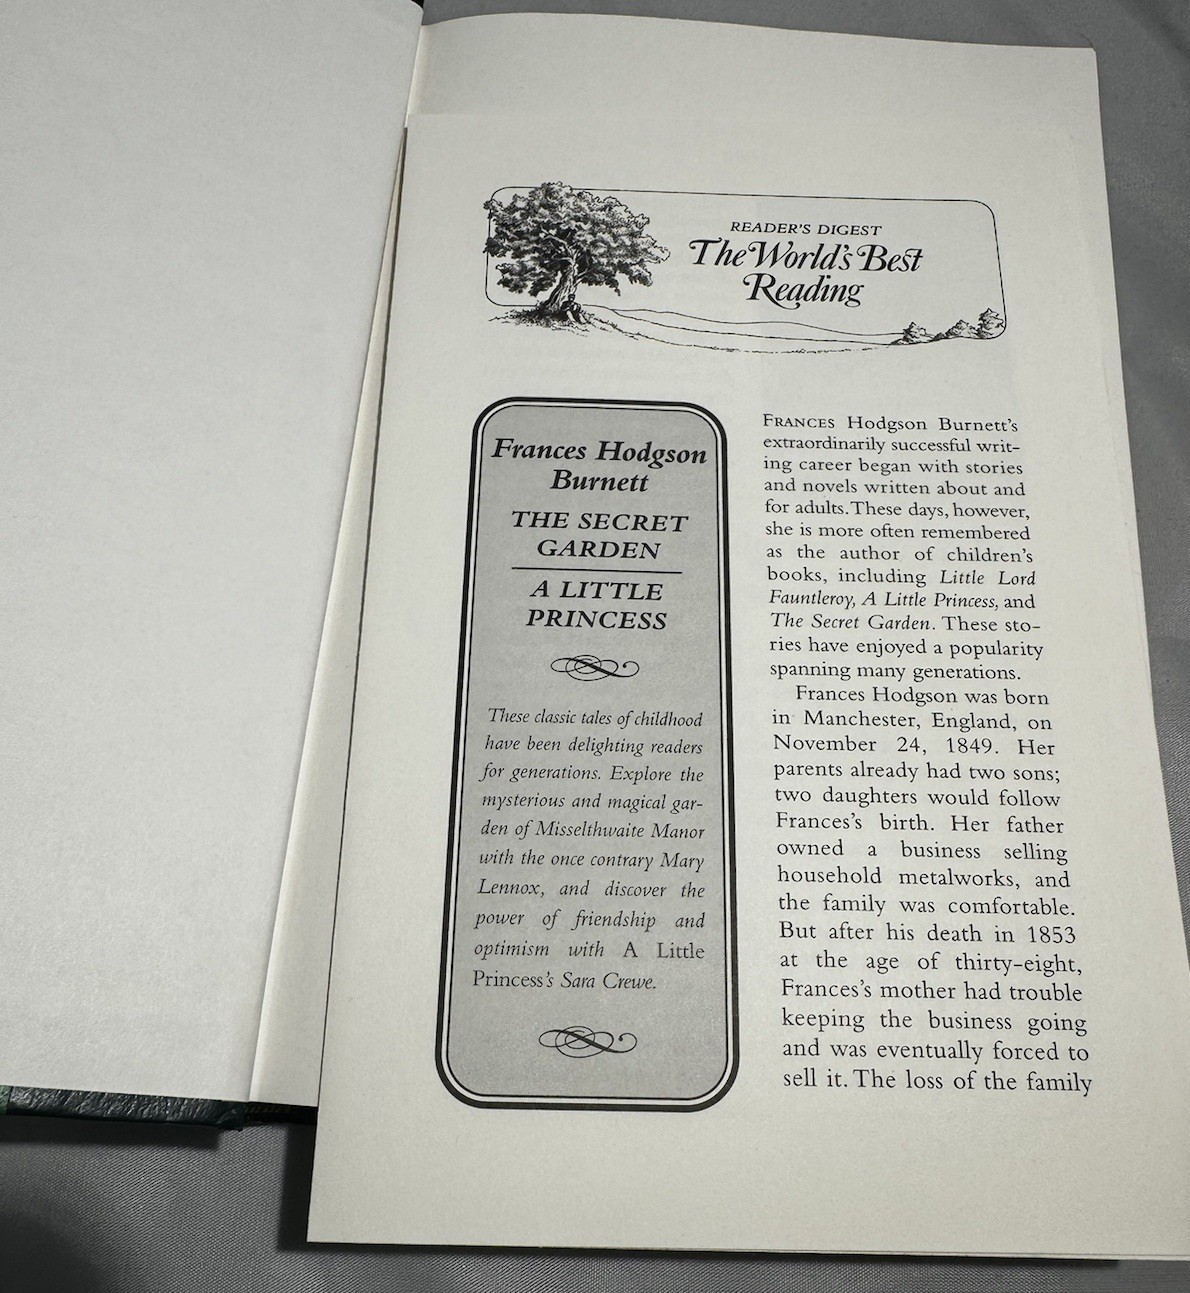 READER'S DIGEST
The World's Best
Reading
Frances Hodgson
Burnett
THE SECRET
GARDEN
A LITTLE
PRINCESS
These classic tales of childhood
have been delighting readers
for generations. Explore the
mysterious and magical gar-
den of Misselthwaite Manor
with the once contrary Mary
Lennox, and discover the
power of friendship and
optimism with A Little
Princess's Sara Crewe.
FRANCES Hodgson Burnett's
extraordinarily successful writ-
ing career began with stories
and novels written about and
for adults. These days, however,
she is more often remembered
as the author of children's
books, including Little Lord
Fauntleroy, A Little Princess, and
The Secret Garden. These sto-
ries have enjoyed a popularity
spanning many generations.
Frances Hodgson was born
in Manchester, England, on
November 24, 1849. Her
parents already had two sons;
two daughters would follow
Frances's birth. Her father
owned a business selling
household metalworks, and
the family was comfortable.
But after his death in 1853
at the age of thirty-eight,
Frances's mother had trouble
keeping the business going
and was eventually forced to
sell it. The loss of the family